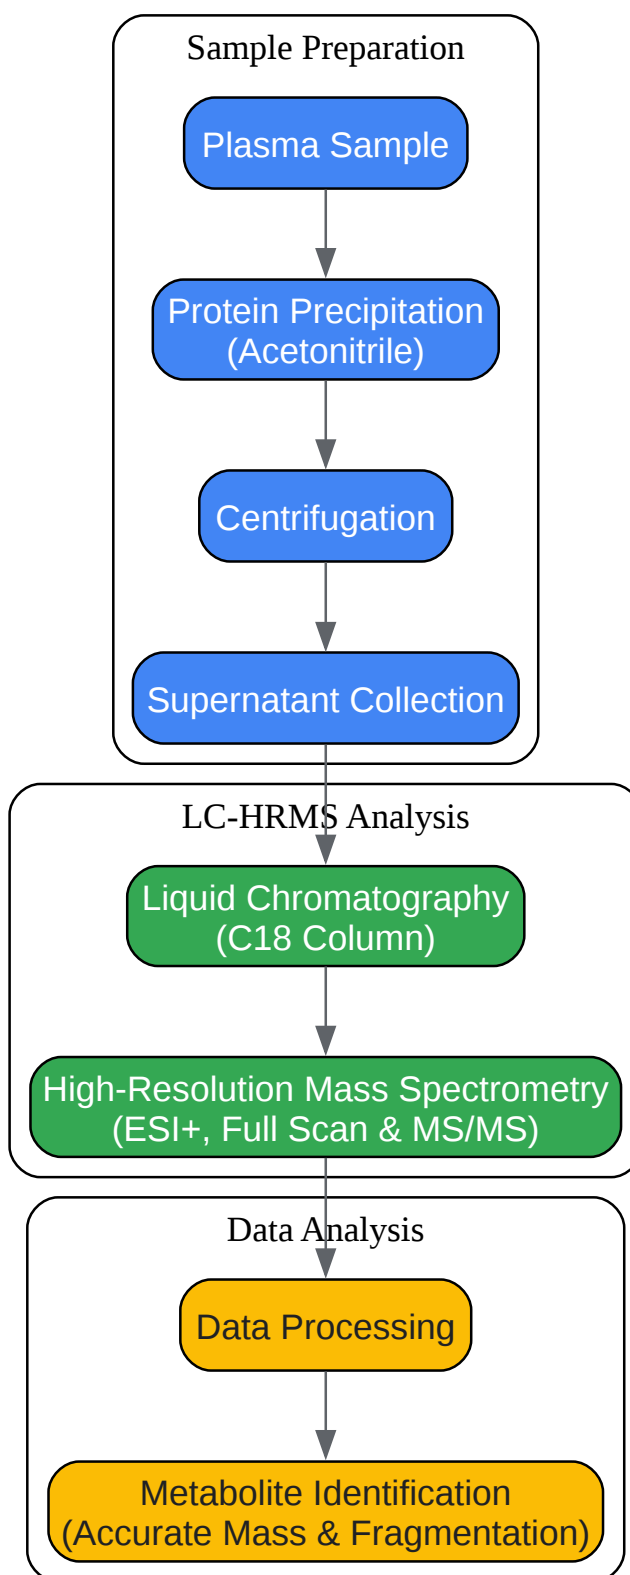 Sample Preparation
Plasma Sample
Protein Precipitation
(Acetonitrile)
Centrifugation
Supernatant Collection
LC-HRMS Analysis
Liquid Chromatography
(C18 Column)
High-Resolution Mass Spectrometry
(ESI+, Full Scan & MS/MS)
Data Analysis
Data Processing
Metabolite Identification
(Accurate Mass & Fragmentation)